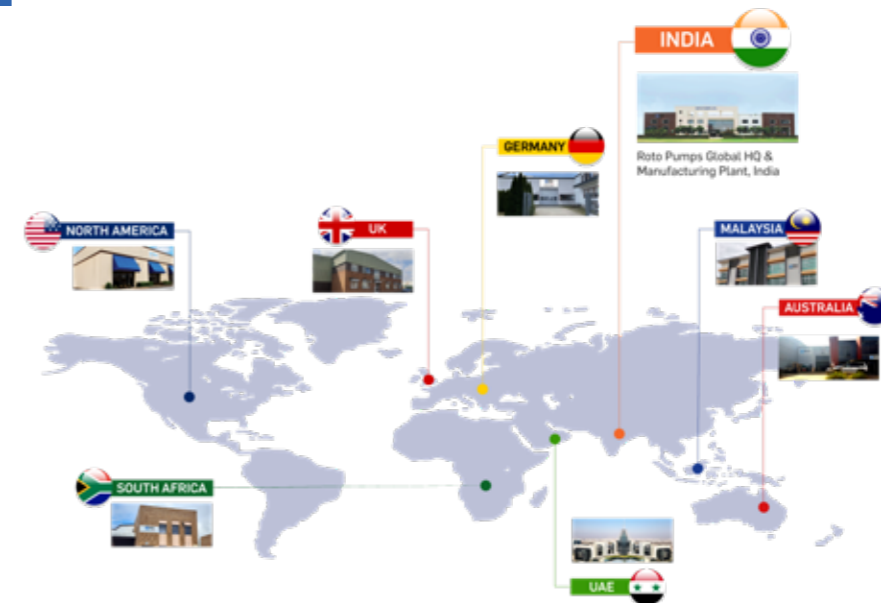 INDIA
Roto Pumps Global HQ &
Manufacturing Plant, India
GERMANY
NORTH AMERICA
UK
MALAYSIA
AUSTRALIA
SOUTH AFRICA
UAE